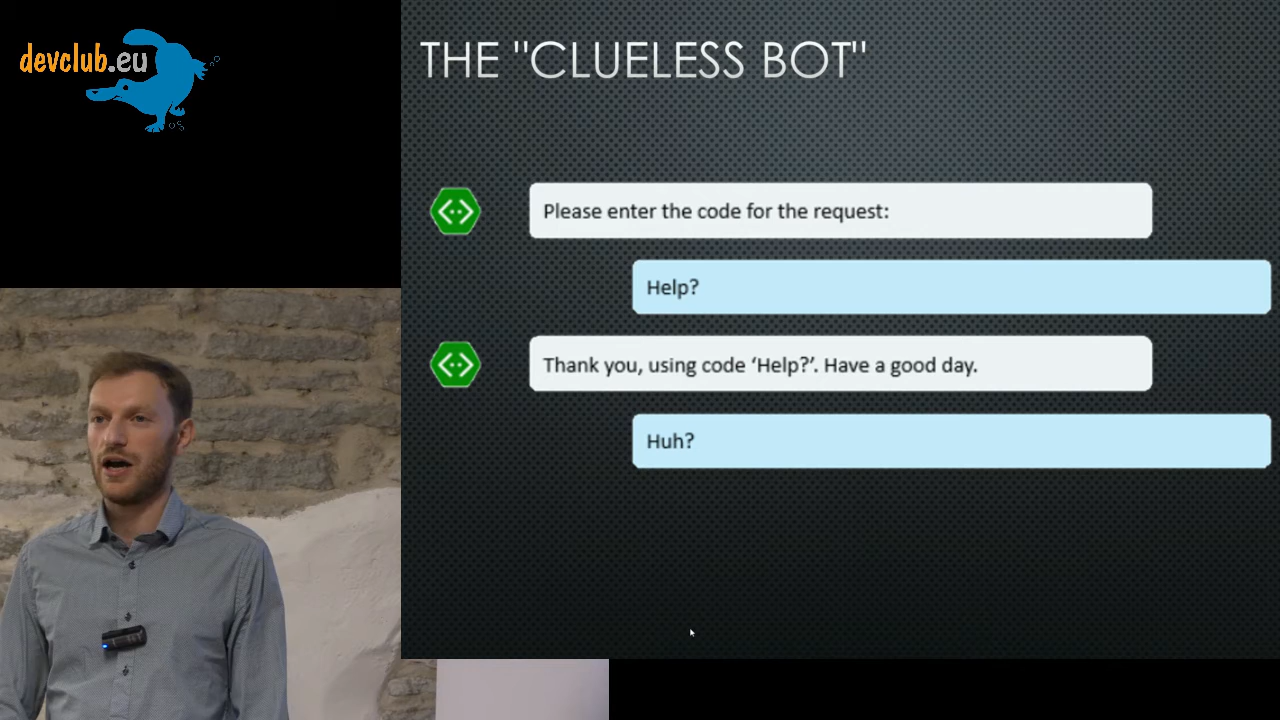 devclub.eu
THE "CLUELESS BOT"
Please enter the code for the request:
Help?
Thank you, using code ‘Help?’. Have a good day.
Huh?